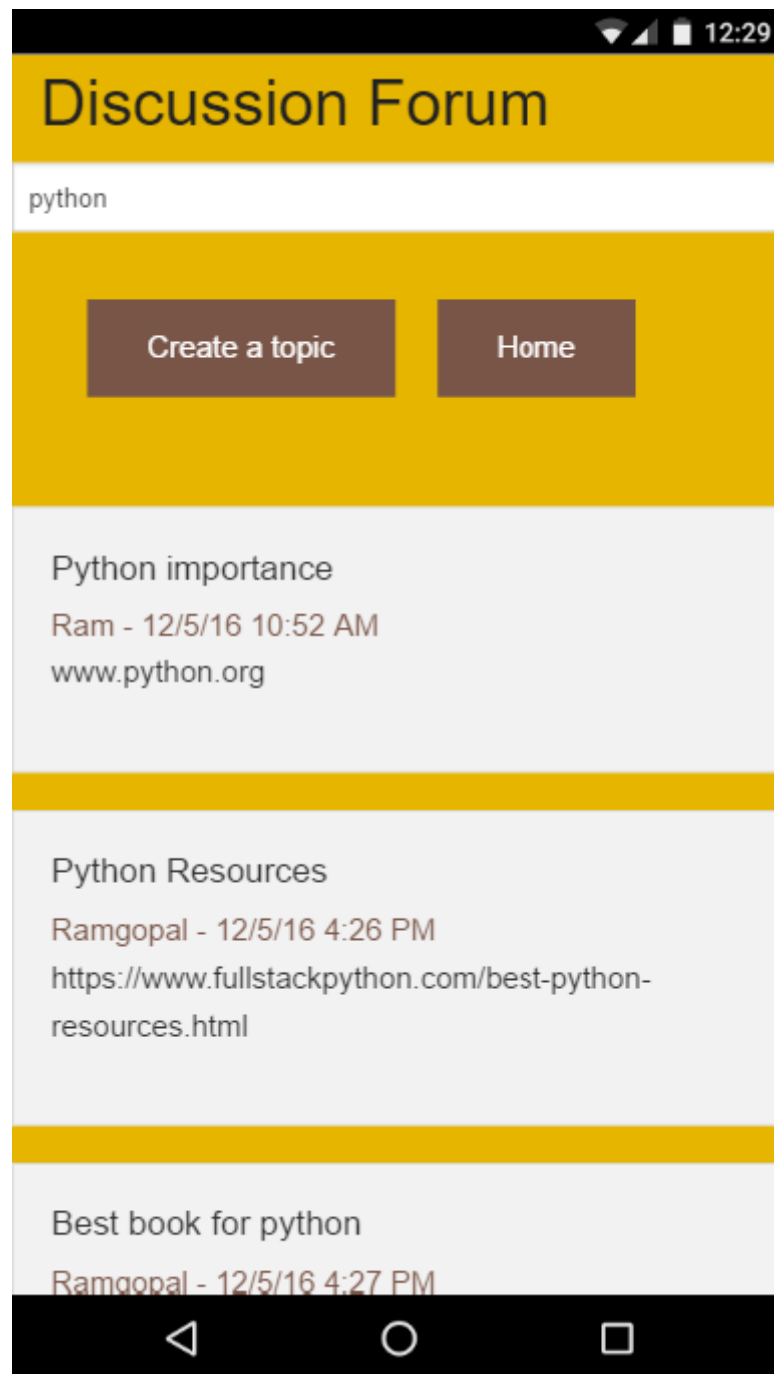 12:29
Discussion Forum
python
Create a topic Home
Python importance
Ram - 12/5/16 10:52 AM
www.python.org
Python Resources
Ramgopal - 12/5/16 4:26 PM
https://www.fullstackpython.com/best-python-
resources.html
Best book for python
Ramgopal - 12/5/16 4:27 PM